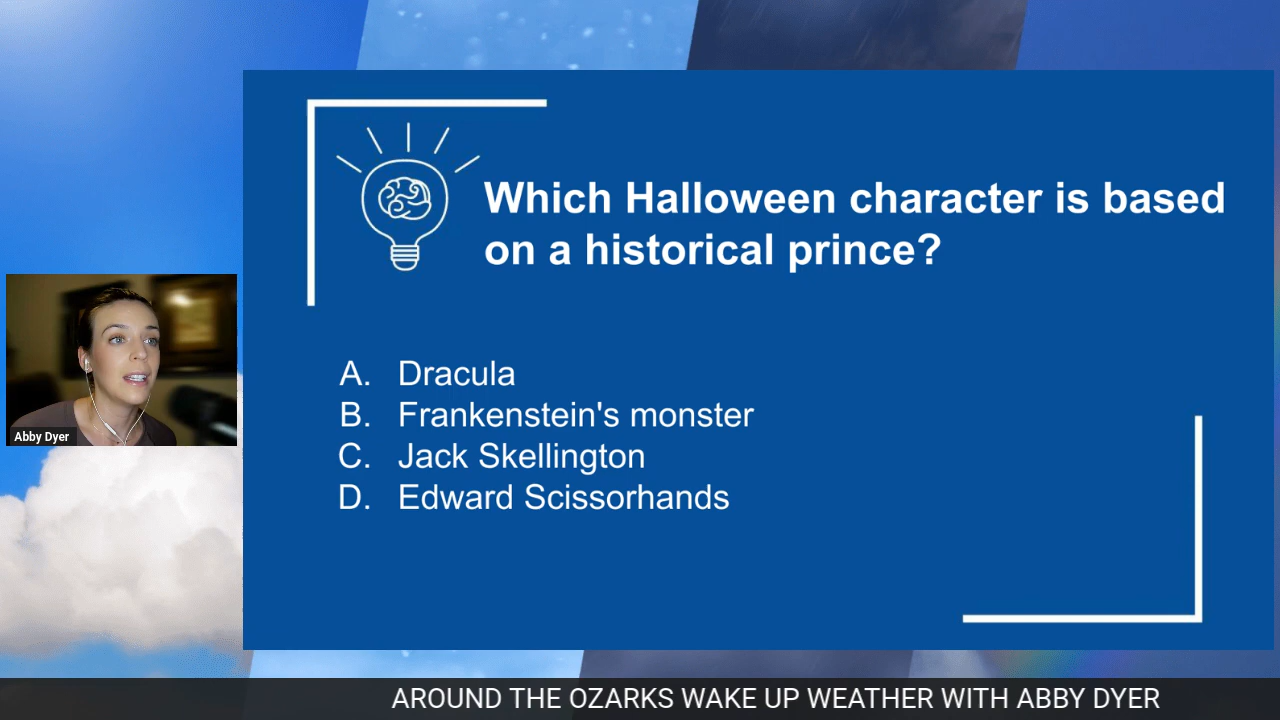 Which Halloween character is based
on a historical prince?
A. Dracula
B. Frankenstein's monster
C. Jack Skellington
D. Edward Scissorhands
Abby Dyer
AROUND THE OZARKS WAKE UP WEATHER WITH ABBY DYER